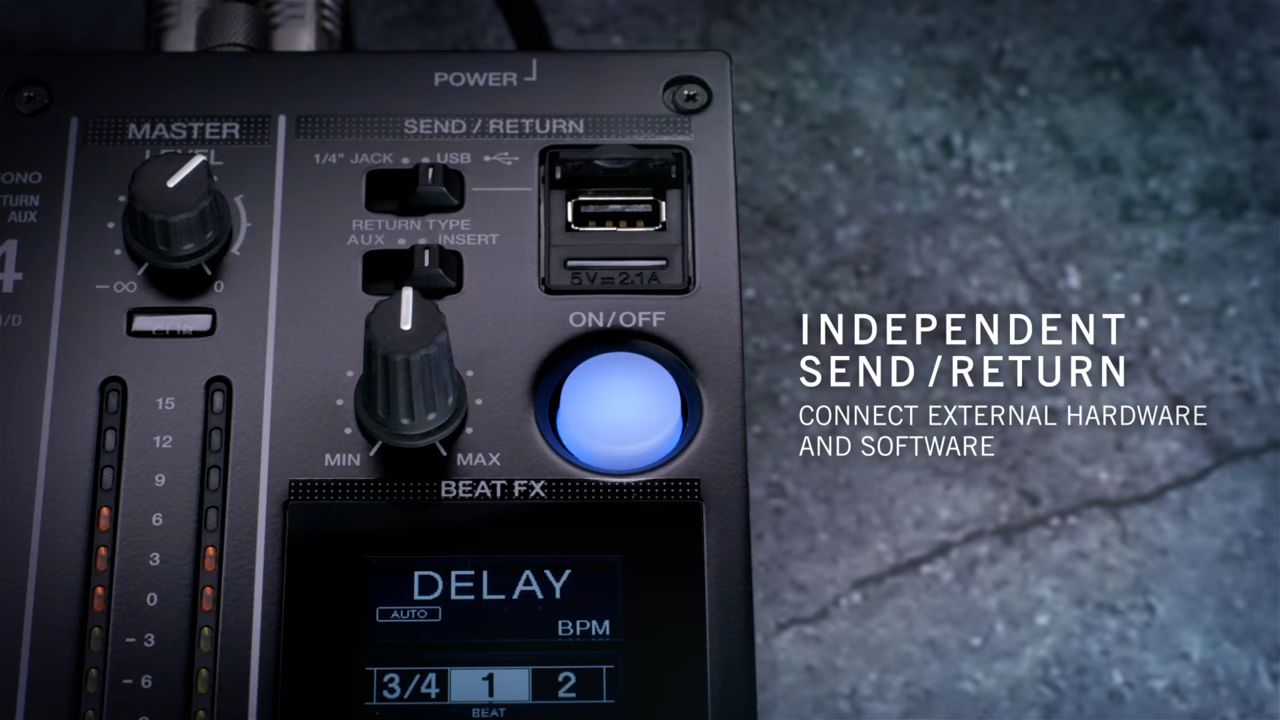 POWER
MASTER
LEVEL
SEND / RETURN
1/4" JACK USB
RETURN TYPE
AUX INSERT
5V 2.1A
ONO
TURN
AUX
4
/D
-∞ 0
ON/OFF
MIN MAX
BEAT FX
15
12
9
6
3
0
-3
-6
DELAY
AUTO
BPM
3/4 1 2
BEAT
INDEPENDENT
SEND / RETURN
CONNECT EXTERNAL HARDWARE
AND SOFTWARE